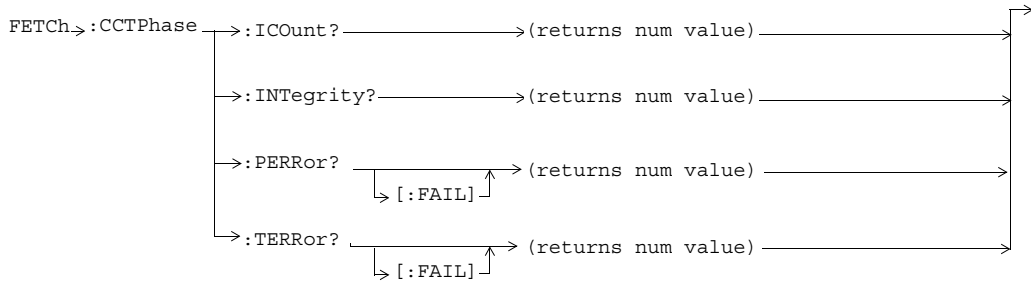 FETCh :CCTPhase :ICOunt? (returns num value)
:INTegrity? (returns num value)
:PERRor? (returns num value)
[:FAIL]
:TERRor? (returns num value)
[:FAIL]